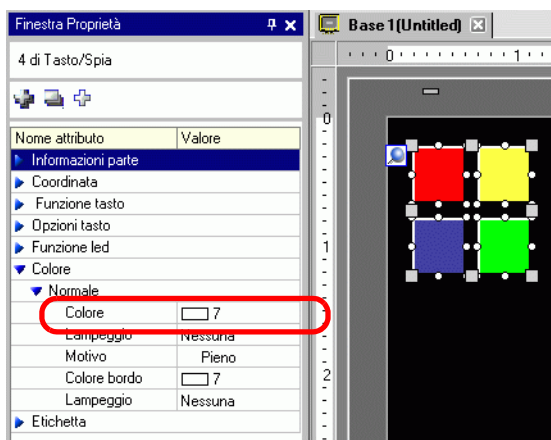 Finestra Proprietà
Base 1(Untitled)
4 di Tasto/Spia
0 1
Nome attributo Valore
Informazioni parte
Coordinata
Funzione tasto
Opzioni tasto
Funzione led
Colore
Normale
Colore 7
Lampeggio Nessuna
Motivo Pieno
Colore bordo 7
Lampeggio Nessuna
Etichetta
0
1
2